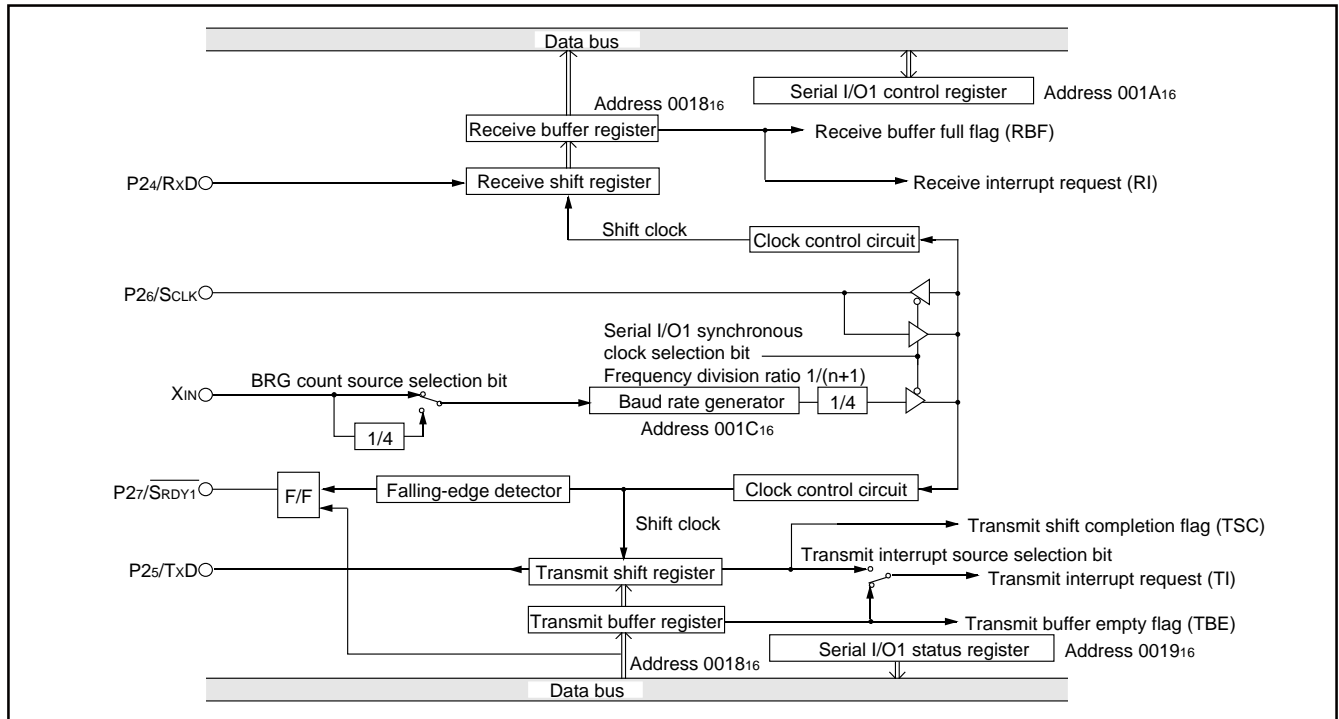 Data bus
Serial I/O1 control register
Address 001A16
Address 001816
Receive buffer register
Receive buffer full flag (RBF)
P24/RXD
Receive shift register
Receive interrupt request (RI)
Shift clock
Clock control circuit
P26/SCLK
Serial I/O1 synchronous
clock selection bit
Frequency division ratio 1/(n+1)
BRG count source selection bit
XIN
Baud rate generator
1/4
1/4
Address 001C16
P27/SRDY1
F/F
Falling-edge detector
Clock control circuit
Shift clock
Transmit shift completion flag (TSC)
Transmit interrupt source selection bit
P25/TXD
Transmit shift register
Transmit interrupt request (TI)
Transmit buffer register
Transmit buffer empty flag (TBE)
Serial I/O1 status register
Address 001916
Address 001816
Data bus